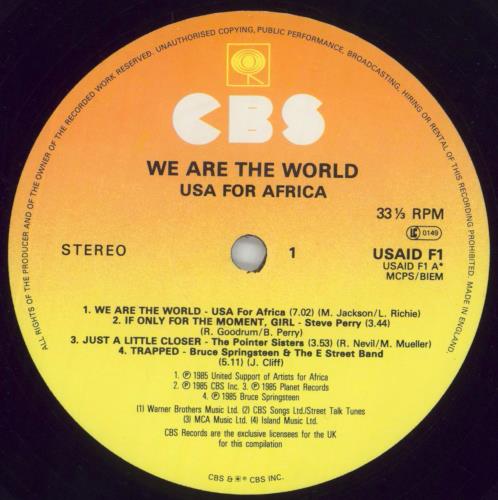 ALL RIGHTS OF THE PRODUCER AND OF THE OWNER OF THE RECORDED WORK RESERVED. UNAUTHORISED COPYING, PUBLIC PERFORMANCE, BROADCASTING, HIRING OR RENTAL OF THIS RECORDING PROHIBITED. MADE IN ENGLAND.
CBS
WE ARE THE WORLD
USA FOR AFRICA
33⅓ RPM
LC 0149
STEREO
1
USAID F1
USAID F1 A*
MCPS/BIEM
1. WE ARE THE WORLD - USA For Africa (7.02) (M. Jackson/L. Richie)
2. IF ONLY FOR THE MOMENT, GIRL - Steve Perry (3.44)
(R. Goodrum/B. Perry)
3. JUST A LITTLE CLOSER - The Pointer Sisters (3.53) (R. Nevil/M. Mueller)
4. TRAPPED - Bruce Springsteen & The E Street Band
(5.11) (J. Cliff)
1. ℗ 1985 United Support of Artists for Africa
2. ℗ 1985 CBS Inc. 3. ℗ 1985 Planet Records
4. ℗ 1985 Bruce Springsteen
(1) Warner Brothers Music Ltd. (2) CBS Songs Ltd./Street Talk Tunes
(3) MCA Music Ltd. (4) Island Music Ltd.
CBS Records are the exclusive licensees for the UK
for this compilation
CBS & ® CBS INC.